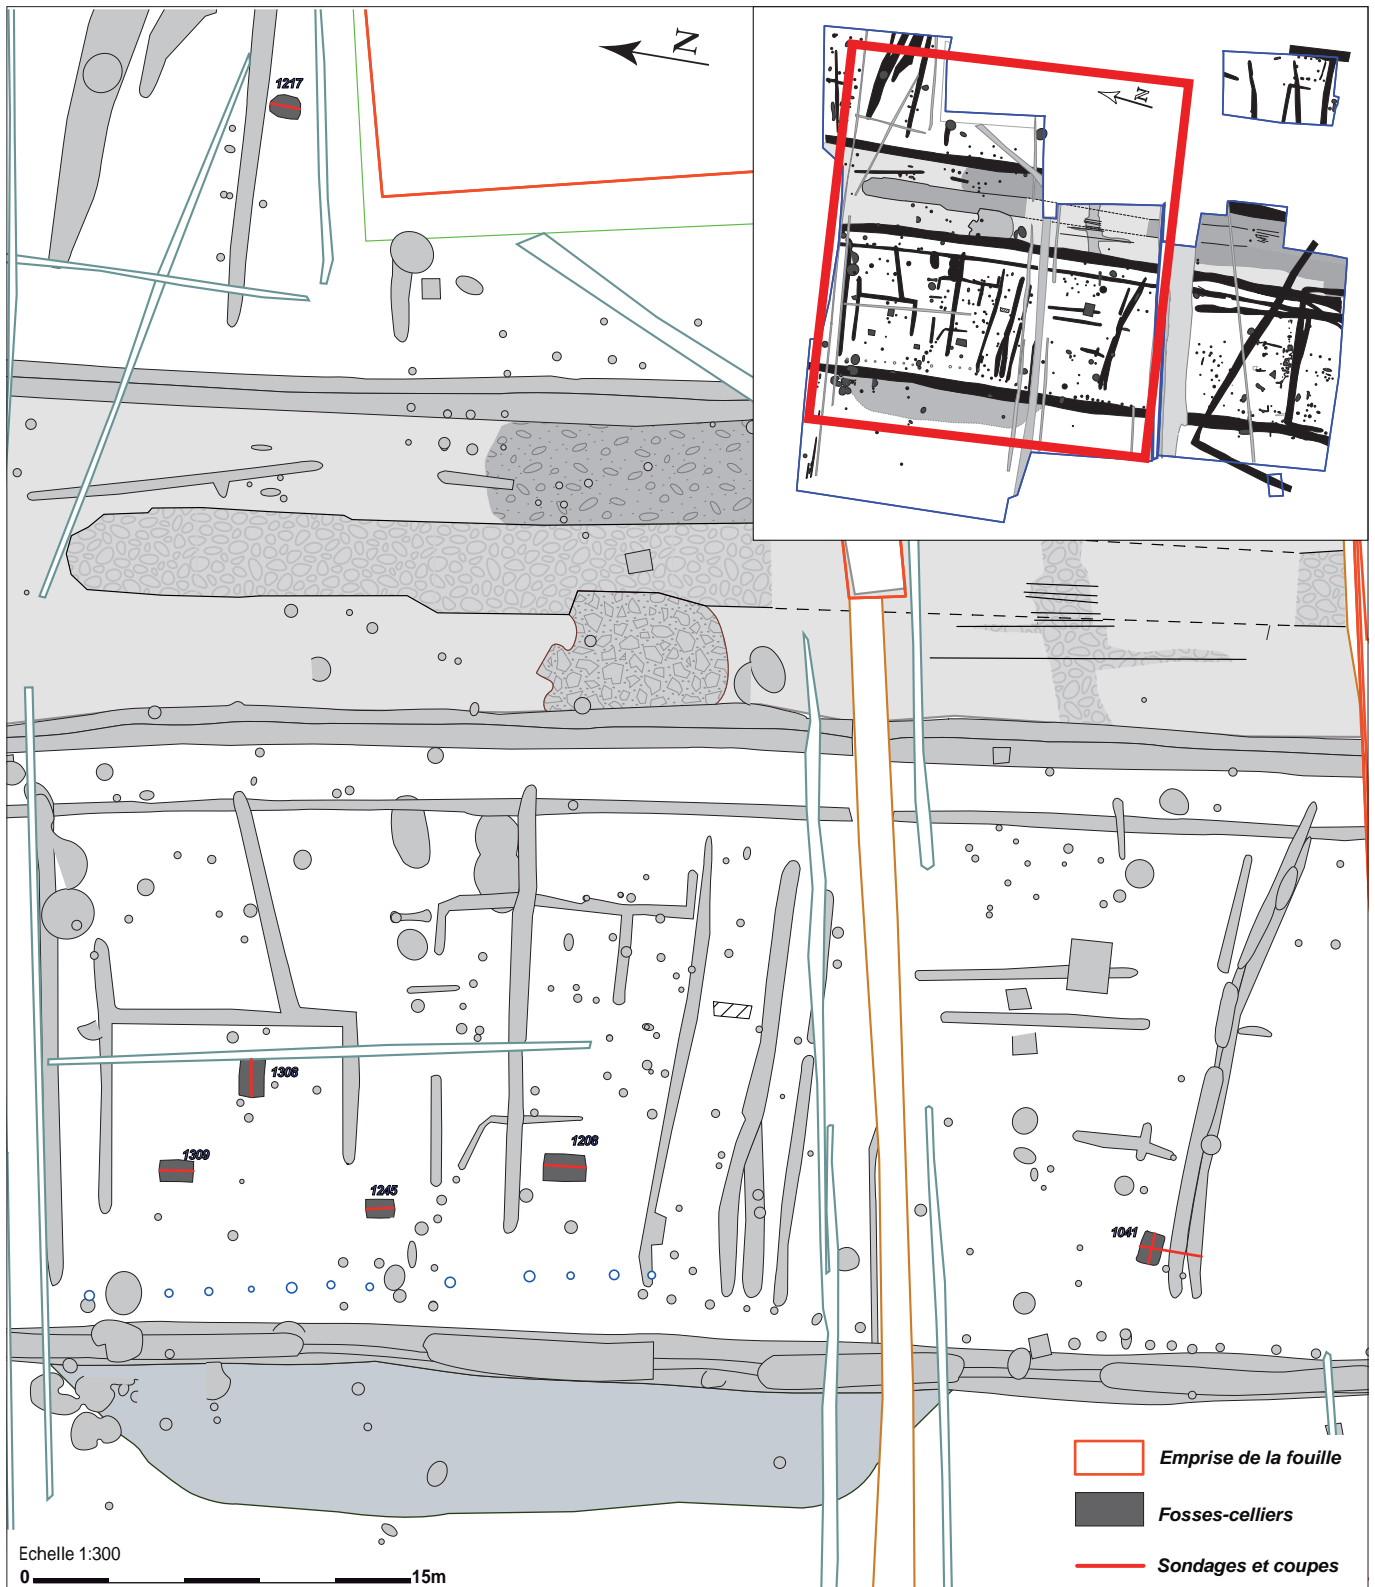 N
N
1217
1308
1309
1208
1245
1041
Emprise de la fouille
Fosses-celliers
Sondages et coupes
Echelle 1:300
0 15m